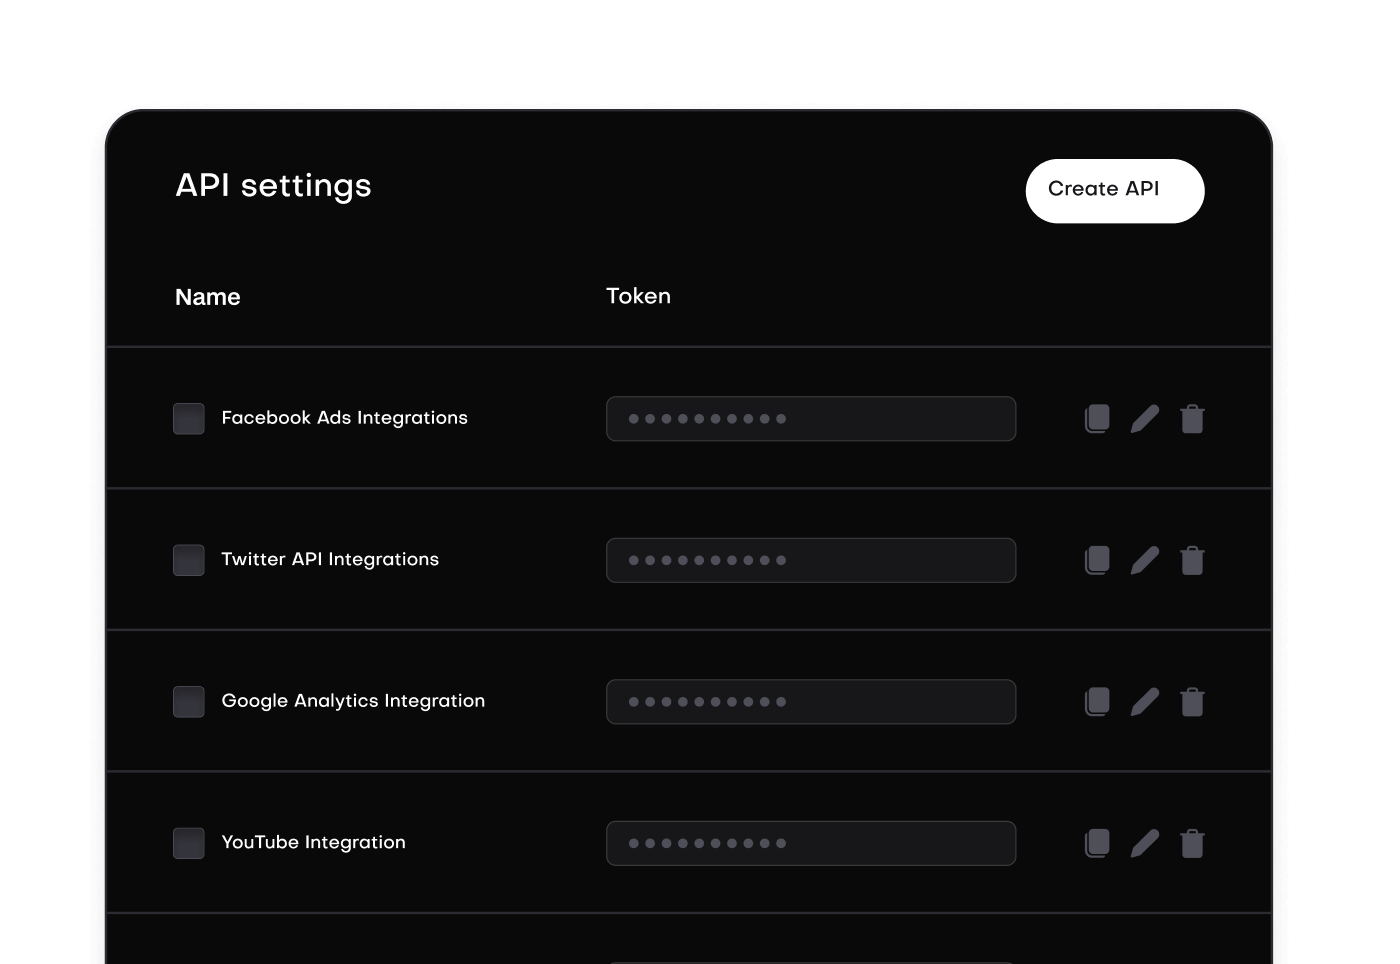 API settings
Create API
Name
Token
Facebook Ads Integrations
Twitter API Integrations
Google Analytics Integration
YouTube Integration